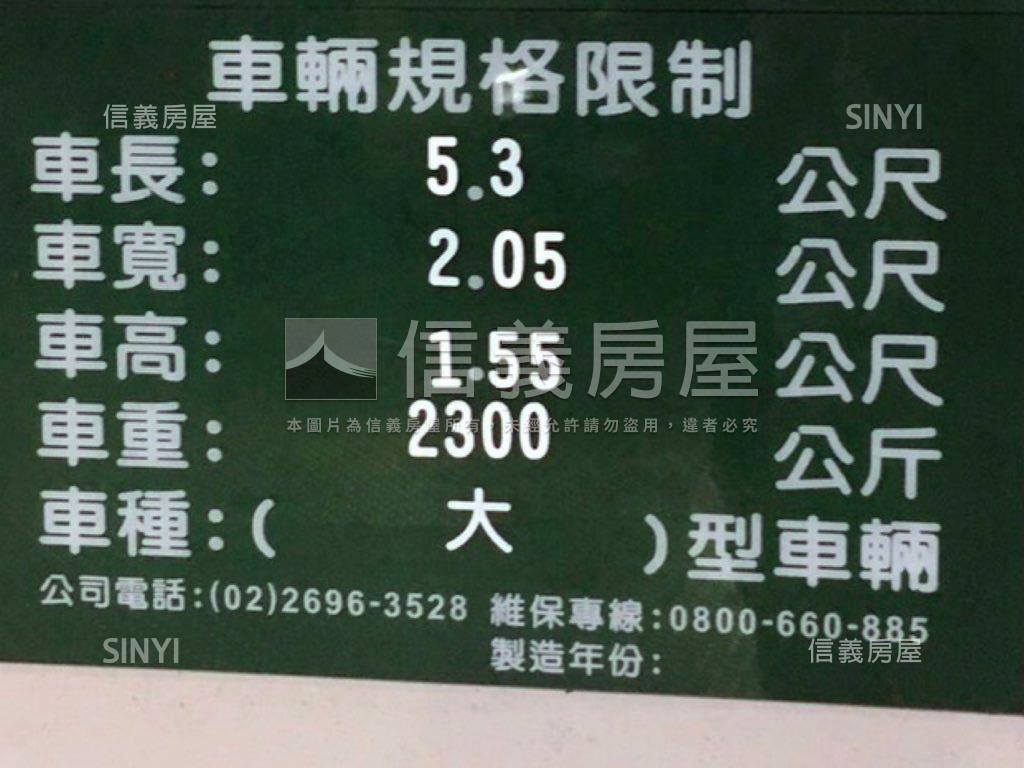 車輛規格限制
信義房屋 SINYI
車長: 5.3 公尺
車寬: 2.05 公尺
車高: 1.55 公尺
信義房屋
本圖片為信義房屋所有，未經允許請勿盜用，違者必究
車重: 2300 公斤
車種:( 大 )型車輛
公司電話:(02)2696-3528 維保專線:0800-660-885
SINYI 信義房屋
製造年份: